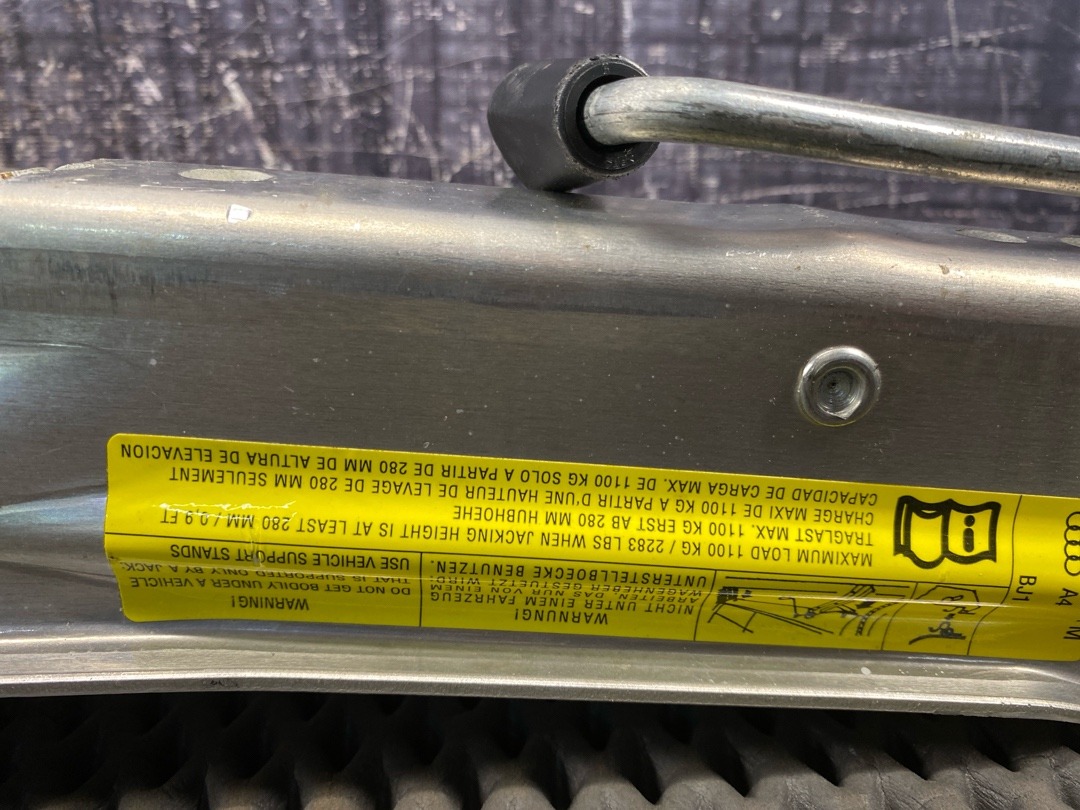 WARNING!
DO NOT GET BODILY UNDER A VEHICLE
THAT IS SUPPORTED ONLY BY A JACK:
USE VEHICLE SUPPORT STANDS
WARNUNG!
NICHT UNTER EINEM FAHRZEUG
ARBEITEN, DAS NUR VON EINEM
WAGENHEBER GESTUETZT WIRD:
UNTERSTELLBOECKE BENUTZEN.
A4
BJ1
MAXIMUM LOAD 1100 KG / 2283 LBS WHEN JACKING HEIGHT IS AT LEAST 280 MM / 0.9 FT
TRAGLAST MAX. 1100 KG ERST AB 280 MM HUBHOEHE
CHARGE MAXI DE 1100 KG A PARTIR D'UNE HAUTEUR DE LEVAGE DE 280 MM SEULEMENT
CAPACIDAD DE CARGA MAX. DE 1100 KG SOLO A PARTIR DE 280 MM DE ALTURA DE ELEVACION